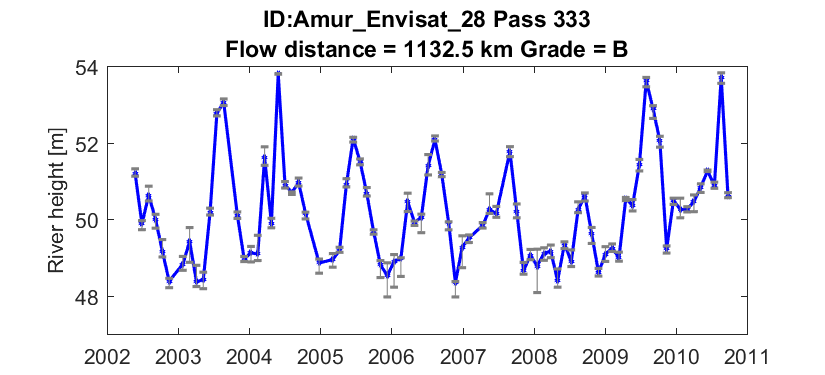 ID:Amur_Envisat_28 Pass 333
Flow distance = 1132.5 km Grade = B
River height [m]
54
52
50
48
2002 2003 2004 2005 2006 2007 2008 2009 2010 2011